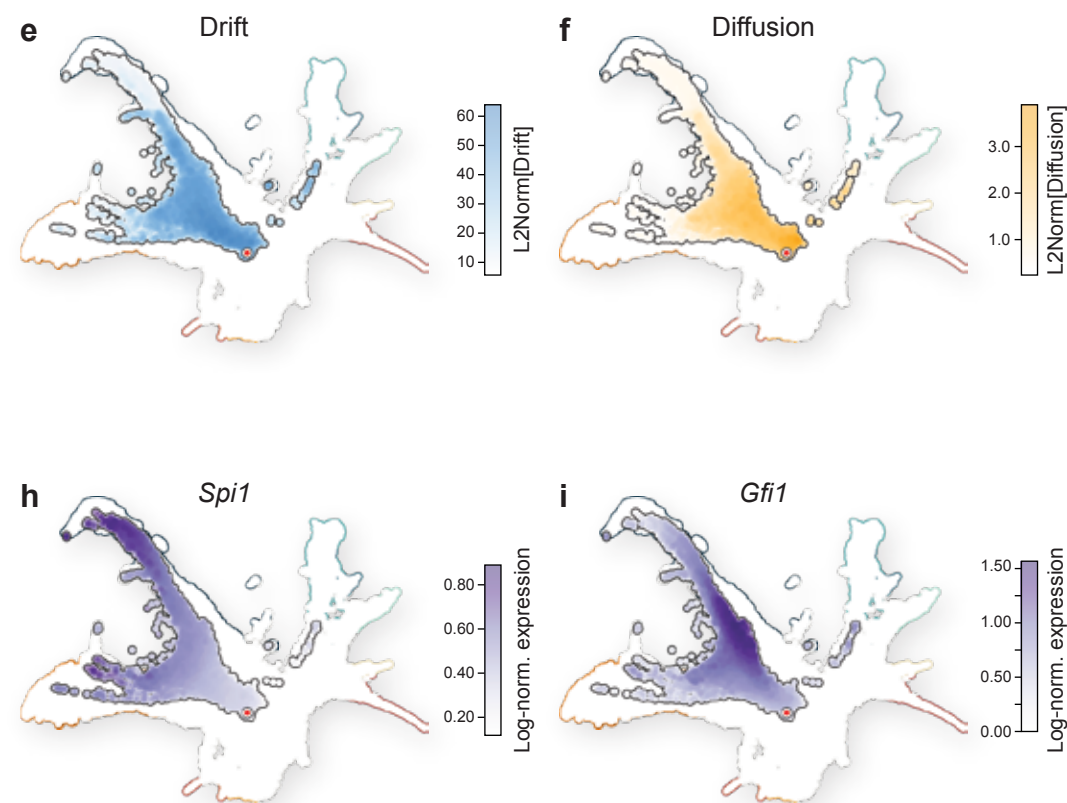 e
Drift
60
50
40
30
20
10
L2Norm[Drift]
f
Diffusion
3.0
2.0
1.0
L2Norm[Diffusion]
h
Spi1
0.80
0.60
0.40
0.20
Log-norm. expression
i
Gfi1
1.50
1.00
0.50
0.00
Log-norm. expression